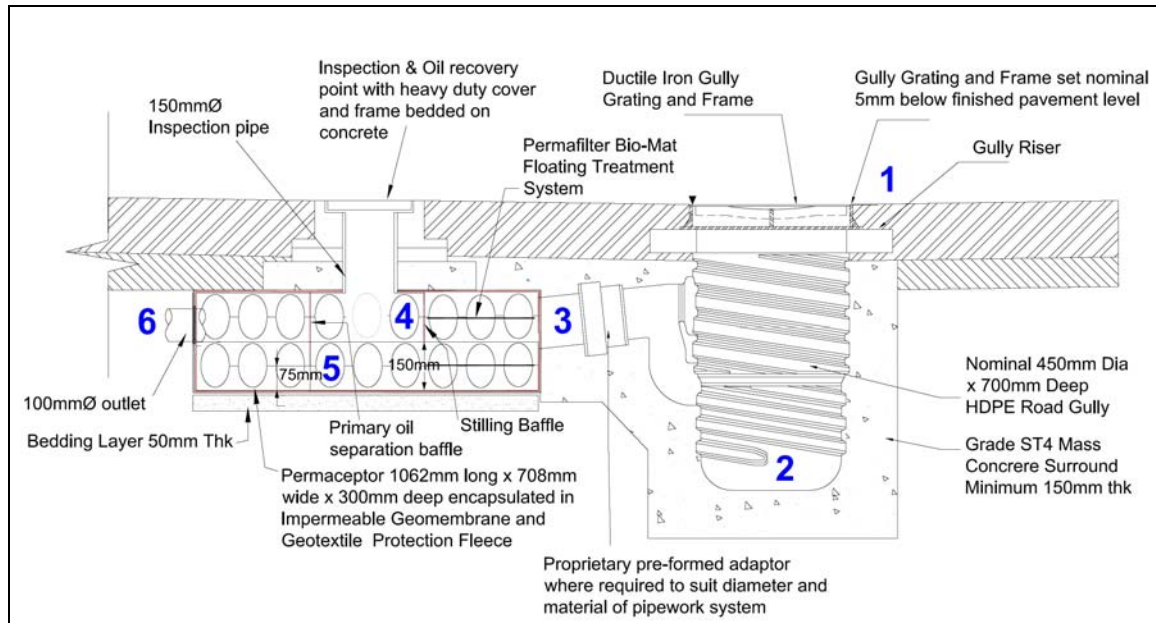 Inspection & Oil recovery
point with heavy duty cover
and frame bedded on
concrete
150mmØ
Inspection pipe
Ductile Iron Gully
Grating and Frame
Gully Grating and Frame set nominal
5mm below finished pavement level
Permafilter Bio-Mat
Floating Treatment
System
Gully Riser
1
6
4
3
5
75mm
150mm
2
100mmØ outlet
Bedding Layer 50mm Thk
Primary oil
separation baffle
Stilling Baffle
Nominal 450mm Dia
x 700mm Deep
HDPE Road Gully
Grade ST4 Mass
Concrere Surround
Minimum 150mm thk
Permaceptor 1062mm long x 708mm
wide x 300mm deep encapsulated in
Impermeable Geomembrane and
Geotextile Protection Fleece
Proprietary pre-formed adaptor
where required to suit diameter and
material of pipework system